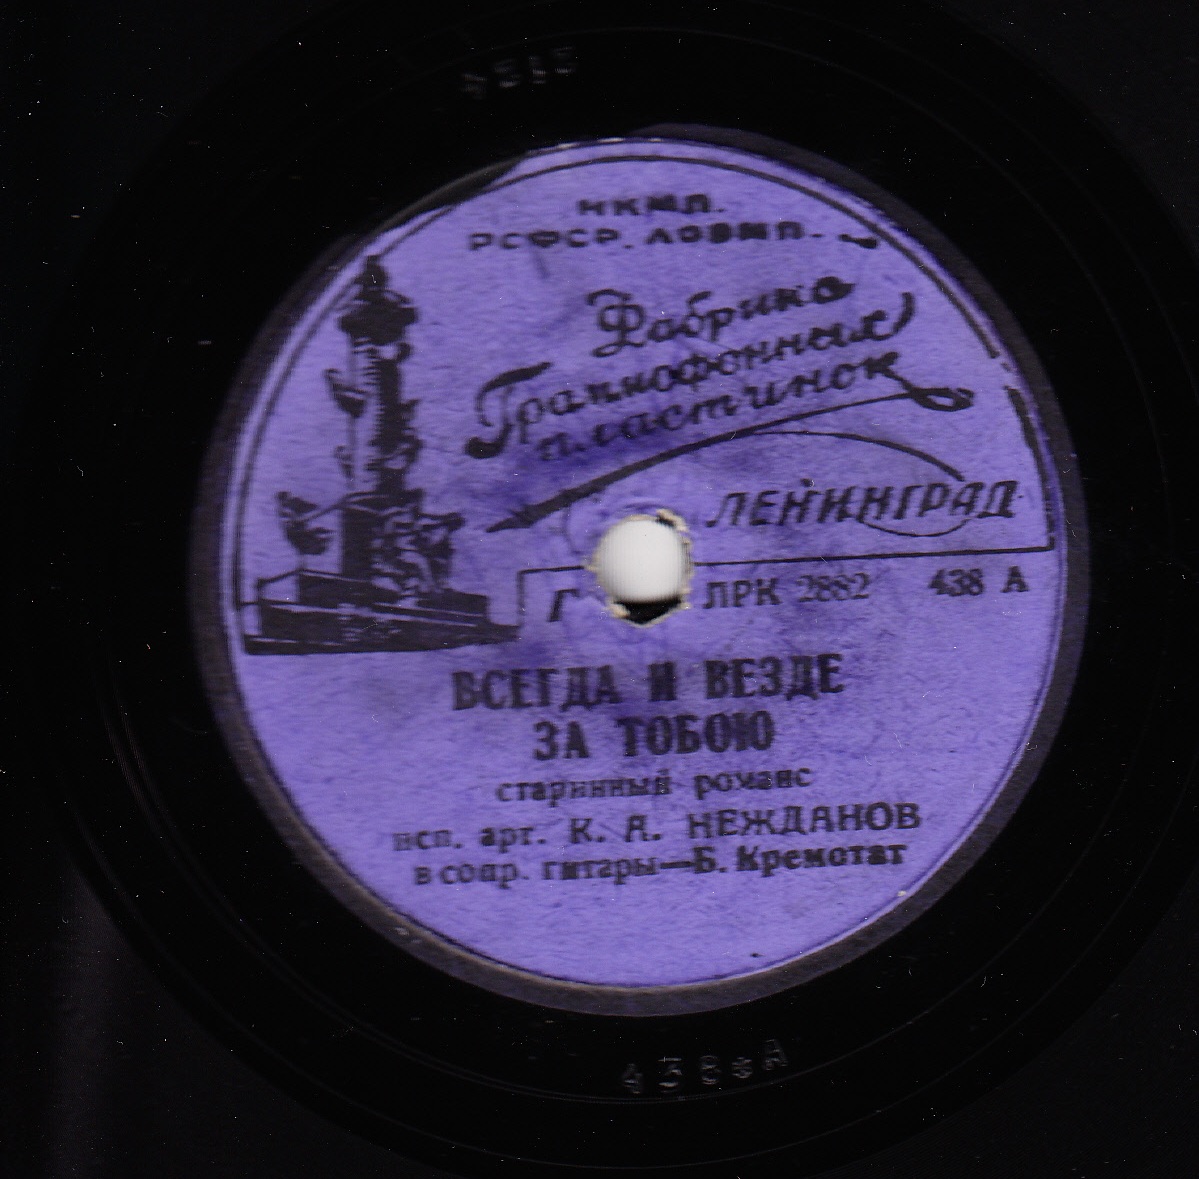 НКМП.
РСФСР. ЛОВМП.
Фабрика
Граммофонных
пластинок
ЛЕНИНГРАД
Г ЛРК 2882 438 А
ВСЕГДА И ВЕЗДЕ
ЗА ТОБОЮ
старинный романс
исп. арт. К. А. НЕЖДАНОВ
в сопр. гитары—Б. Кремотат
438*А